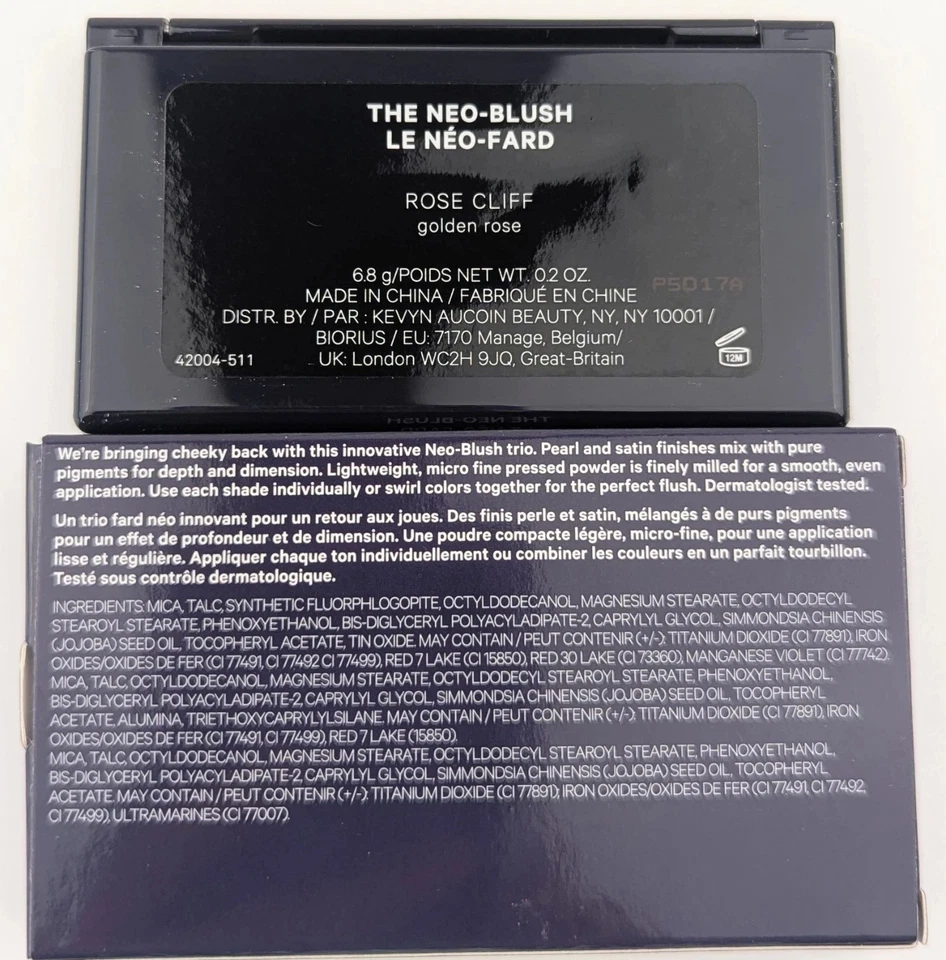 THE NEO-BLUSH
LE NÉO-FARD
ROSE CLIFF
golden rose
6.8 g/POIDS NET WT. 0.2 OZ.
P5D17A
MADE IN CHINA / FABRIQUÉ EN CHINE
DISTR. BY / PAR : KEVYN AUCOIN BEAUTY, NY, NY 10001 /
BIORIUS / EU: 7170 Manage, Belgium/
42004-511
UK: London WC2H 9JQ, Great-Britain
12M
THE NEO-BLUSH
We're bringing cheeky back with this innovative Neo-Blush trio. Pearl and satin finishes mix with pure
pigments for depth and dimension. Lightweight, micro fine pressed powder is finely milled for a smooth, even
application. Use each shade individually or swirl colors together for the perfect flush. Dermatologist tested.
Un trio fard néo innovant pour un retour aux joues. Des finis perle et satin, mélangés à de purs pigments
pour un effet de profondeur et de dimension. Une poudre compacte légère, micro-fine, pour une application
lisse et régulière. Appliquer chaque ton individuellement ou combiner les couleurs en un parfait tourbillon.
Testé sous contrôle dermatologique.
INGREDIENTS: MICA, TALC, SYNTHETIC FLUORPHLOGOPITE, OCTYLDODECANOL, MAGNESIUM STEARATE, OCTYLDODECYL
STEAROYL STEARATE, PHENOXYETHANOL, BIS-DIGLYCERYL POLYACYLADIPATE-2, CAPRYLYL GLYCOL, SIMMONDSIA CHINENSIS
(JOJOBA) SEED OIL, TOCOPHERYL ACETATE, TIN OXIDE. MAY CONTAIN / PEUT CONTENIR (+/-): TITANIUM DIOXIDE (CI 77891), IRON
OXIDES/OXIDES DE FER (CI 77491, CI 77492 CI 77499), RED 7 LAKE (CI 15850), RED 30 LAKE (CI 73360), MANGANESE VIOLET (CI 77742).
MICA, TALC, OCTYLDODECANOL, MAGNESIUM STEARATE, OCTYLDODECYL STEAROYL STEARATE, PHENOXYETHANOL,
BIS-DIGLYCERYL POLYACYLADIPATE-2, CAPRYLYL GLYCOL, SIMMONDSIA CHINENSIS (JOJOBA) SEED OIL, TOCOPHERYL
ACETATE, ALUMINA, TRIETHOXYCAPRYLYLSILANE. MAY CONTAIN / PEUT CONTENIR (+/-): TITANIUM DIOXIDE (CI 77891), IRON
OXIDES/OXIDES DE FER (CI 77491, CI 77499), RED 7 LAKE (15850).
MICA, TALC, OCTYLDODECANOL, MAGNESIUM STEARATE, OCTYLDODECYL STEAROYL STEARATE, PHENOXYETHANOL,
BIS-DIGLYCERYL POLYACYLADIPATE-2, CAPRYLYL GLYCOL, SIMMONDSIA CHINENSIS (JOJOBA) SEED OIL, TOCOPHERYL
ACETATE. MAY CONTAIN / PEUT CONTENIR (+/-): TITANIUM DIOXIDE (CI 77891), IRON OXIDES/OXIDES DE FER (CI 77491, CI 77492,
CI 77499), ULTRAMARINES (CI 77007).